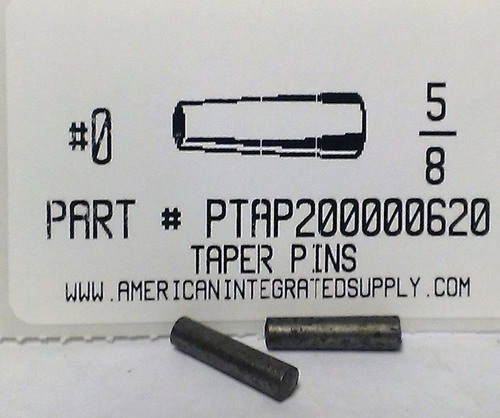 #0
5
8
PART # PTAP200000620
TAPER PINS
WWW.AMERICANINTEGRATEDSUPPLY.COM